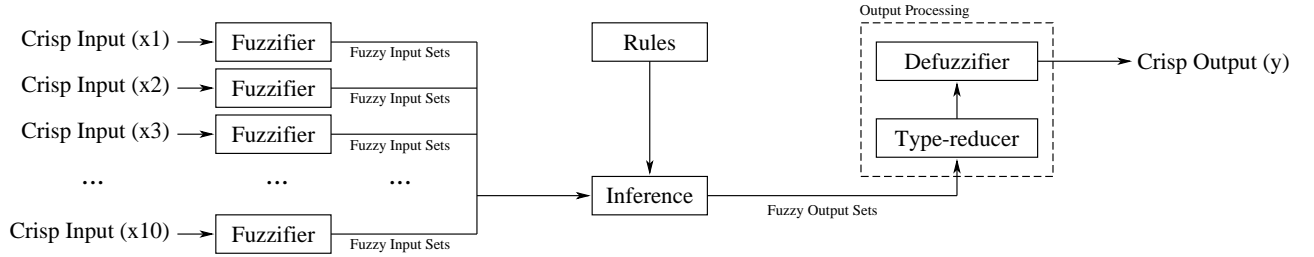 Output Processing
Crisp Input (x1)
Fuzzifier
Fuzzy Input Sets
Rules
Defuzzifier
Crisp Output (y)
Crisp Input (x2)
Fuzzifier
Fuzzy Input Sets
Crisp Input (x3)
Fuzzifier
Fuzzy Input Sets
Type-reducer
...
...
...
Inference
Fuzzy Output Sets
Crisp Input (x10)
Fuzzifier
Fuzzy Input Sets